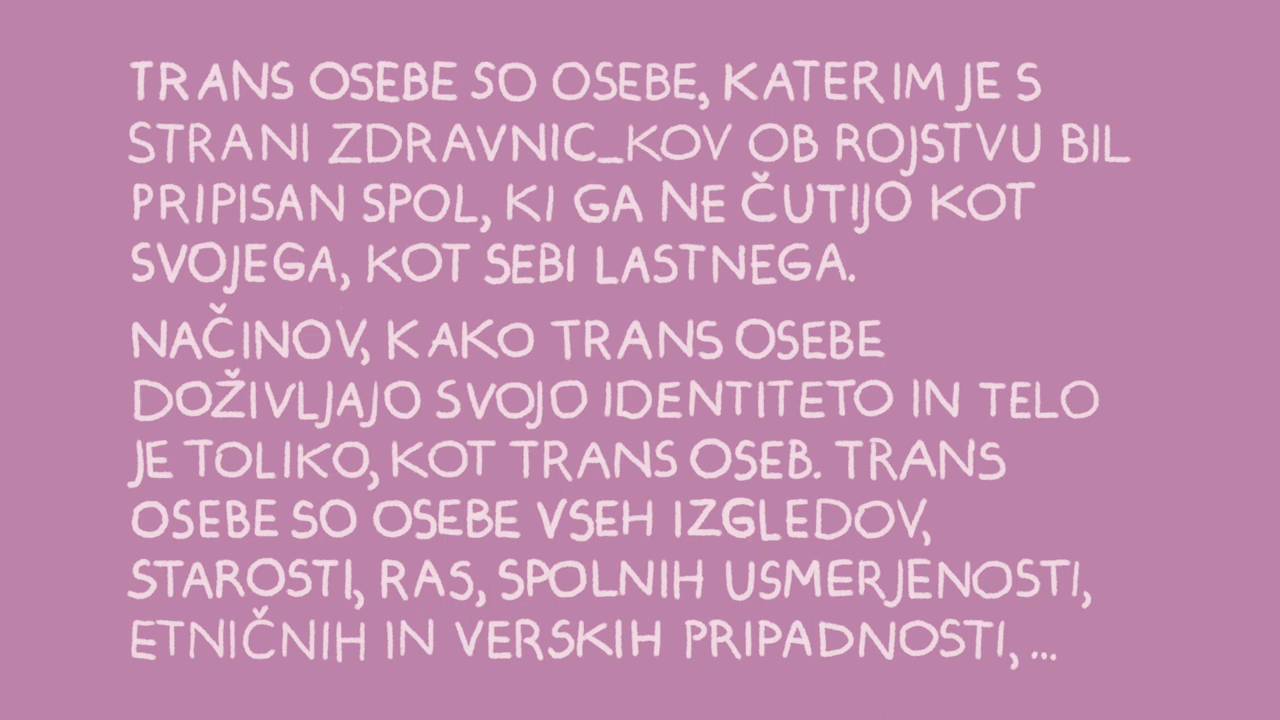 TRANS OSEBE SO OSEBE, KATERIM JE S
STRANI ZDRAVNIC_KOV OB ROJSTVU BIL
PRIPISAN SPOL, KI GA NE ČUTIJO KOT
SVOJEGA, KOT SEBI LASTNEGA.
NAČINOV, KAKO TRANS OSEBE
DOŽIVLJAJO SVOJO IDENTITETO IN TELO
JE TOLIKO, KOT TRANS OSEB. TRANS
OSEBE SO OSEBE VSEH IZGLEDOV,
STAROSTI, RAS, SPOLNIH USMERJENOSTI,
ETNIČNIH IN VERSKIH PRIPADNOSTI, ...